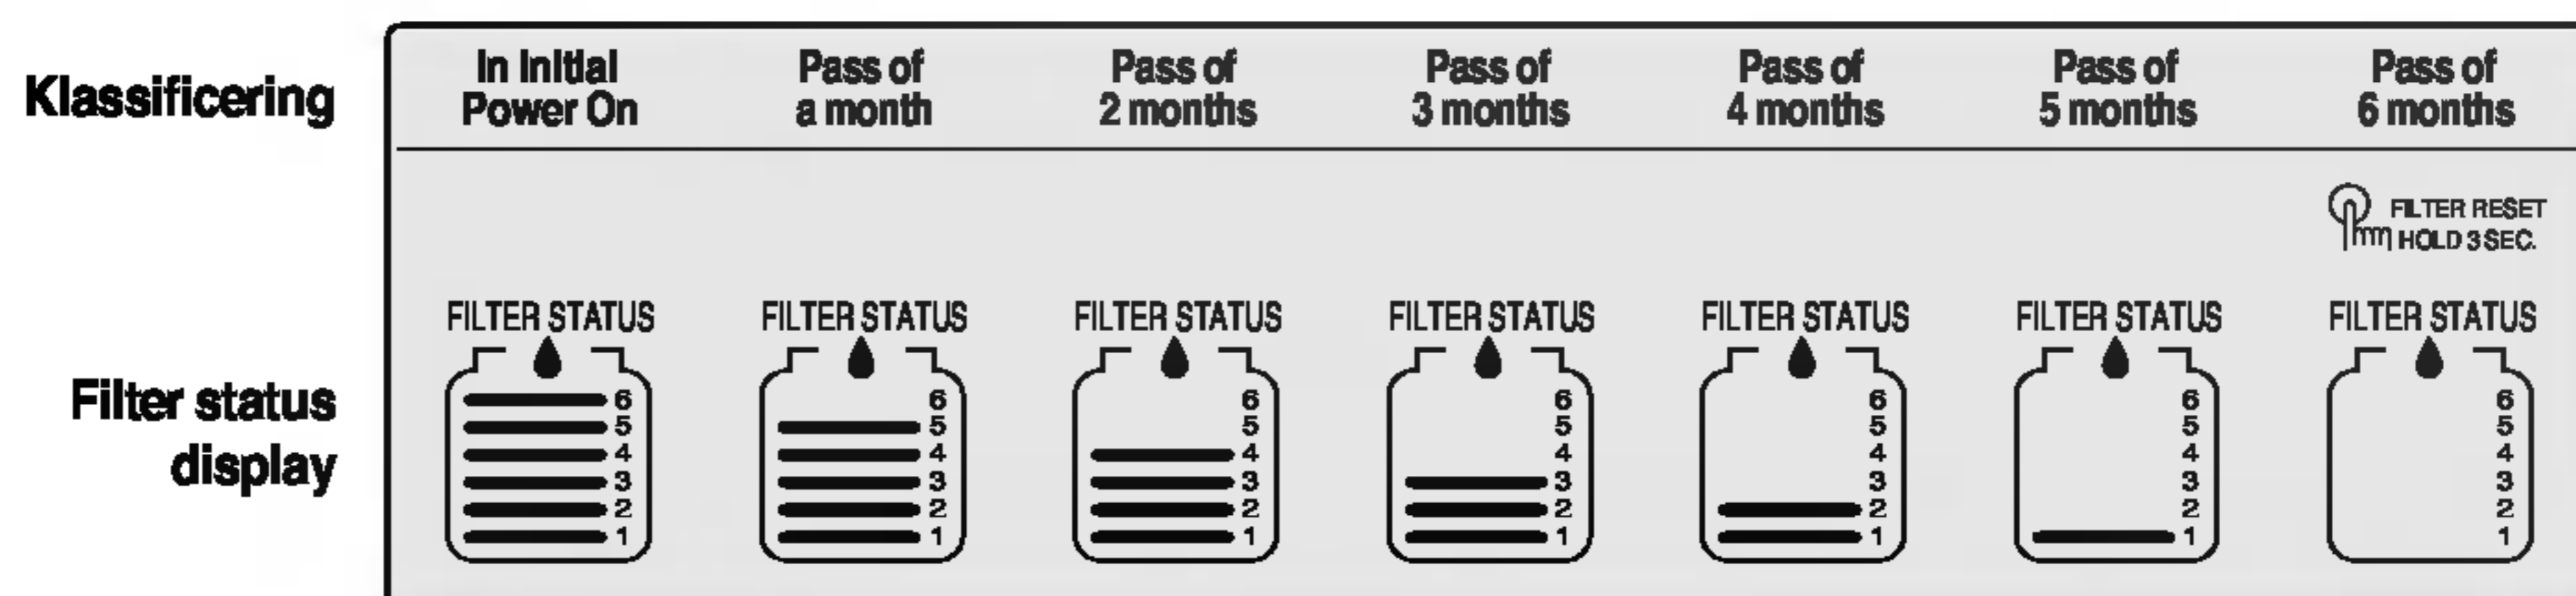 Klassificering
In Initial
Power On
Pass of
a month
Pass of
2 months
Pass of
3 months
Pass of
4 months
Pass of
5 months
Pass of
6 months
FILTER RESET
HOLD 3 SEC.
Filter status
display
FILTER STATUS
6
5
4
3
2
1
FILTER STATUS
6
5
4
3
2
1
FILTER STATUS
6
5
4
3
2
1
FILTER STATUS
6
5
4
3
2
1
FILTER STATUS
6
5
4
3
2
1
FILTER STATUS
6
5
4
3
2
1
FILTER STATUS
6
5
4
3
2
1